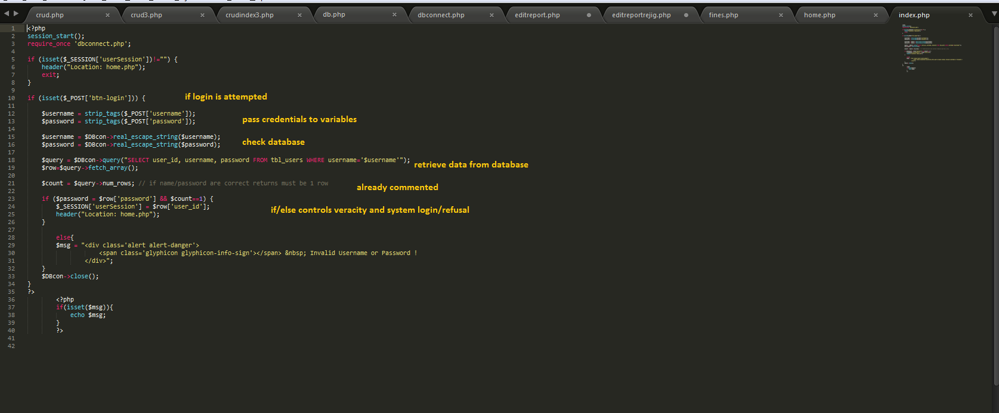 crud.php × crud3.php × crudindex3.php × db.php × dbconnect.php × editreport.php editreportrejig.php fines.php × home.php × index.php ×
1 <?php
2 session_start();
3 require_once 'dbconnect.php';
4
5 if (isset($_SESSION['userSession'])!="") {
6 header("Location: home.php");
7 exit;
8 }
9
10 if (isset($_POST['btn-login'])) { if login is attempted
11
12 $username = strip_tags($_POST['username']);
13 $password = strip_tags($_POST['password']); pass credentials to variables
14
15 $username = $DBcon->real_escape_string($username);
16 $password = $DBcon->real_escape_string($password); check database
17
18 $query = $DBcon->query("SELECT user_id, username, password FROM tbl_users WHERE username='$username'");
19 $row=$query->fetch_array(); retrieve data from database
20
21 $count = $query->num_rows; // if name/password are correct returns must be 1 row
22 already commented
23 if ($password = $row['password'] && $count==1) {
24 $_SESSION['userSession'] = $row['user_id'];
25 header("Location: home.php"); if/else controls veracity and system login/refusal
26 }
27
28 else{
29 $msg = "<div class='alert alert-danger'>
30 <span class='glyphicon glyphicon-info-sign'></span> &nbsp; Invalid Username or Password !
31 </div>";
32 }
33 $DBcon->close();
34 }
35 ?>
36 <?php
37 if(isset($msg)){
38 echo $msg;
39 }
40 ?>
41
42